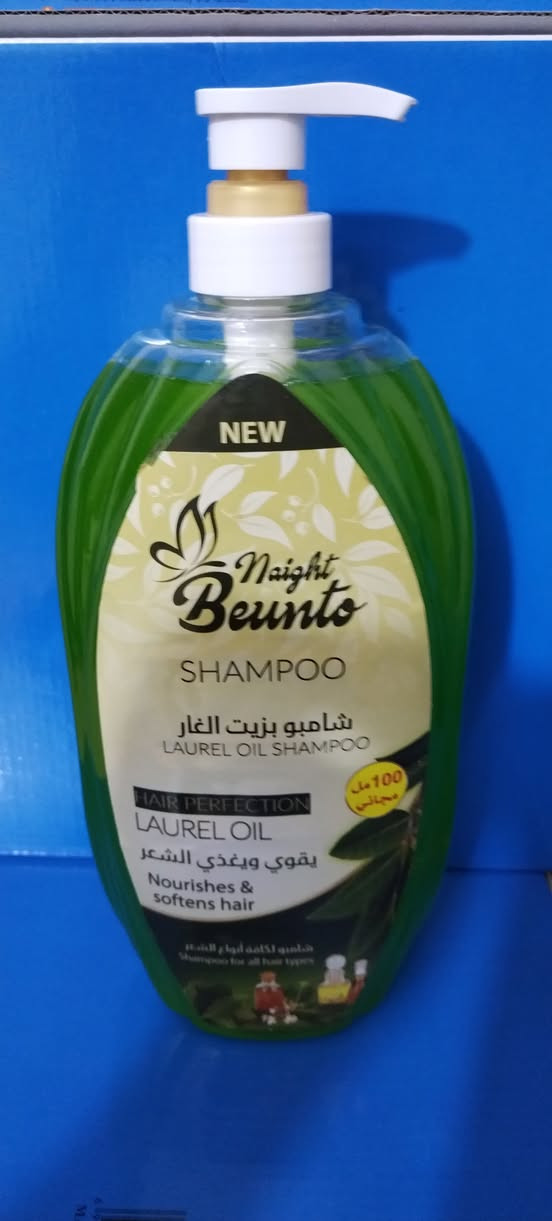 NEW
Naight
Beunto
SHAMPOO
شامبو بزيت الغار
LAUREL OIL SHAMPOO
100 مل
مجاني
HAIR PERFECTION
LAUREL OIL
يقوي ويغذي الشعر
Nourishes &
softens hair
شامبو لكافة أنواع الشعر
Shampoo for all hair types